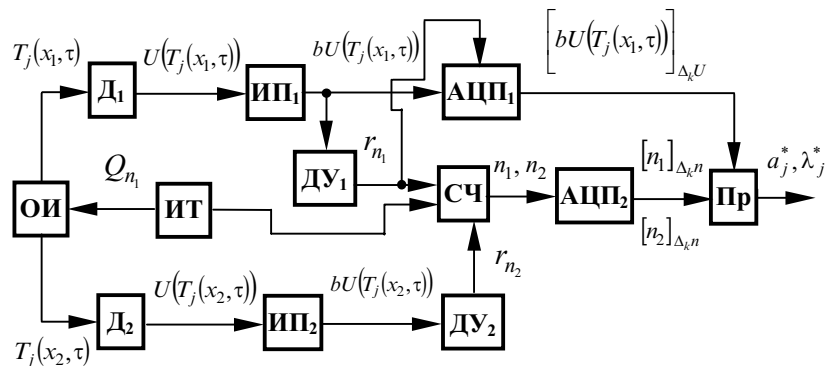 T_j(x_1,τ)
U(T_j(x_1,τ))
bU(T_j(x_1,τ))
[bU(T_j(x_1,τ))]_{Δ_k U}
Д_1
ИП_1
АЦП_1
Q_{n_1}
ДУ_1
r_{n_1}
n_1, n_2
[n_1]_{Δ_k n}
a_j^*, λ_j^*
ОИ
ИТ
СЧ
АЦП_2
Пр
[n_2]_{Δ_k n}
r_{n_2}
U(T_j(x_2,τ))
bU(T_j(x_2,τ))
Д_2
ИП_2
ДУ_2
T_j(x_2,τ)